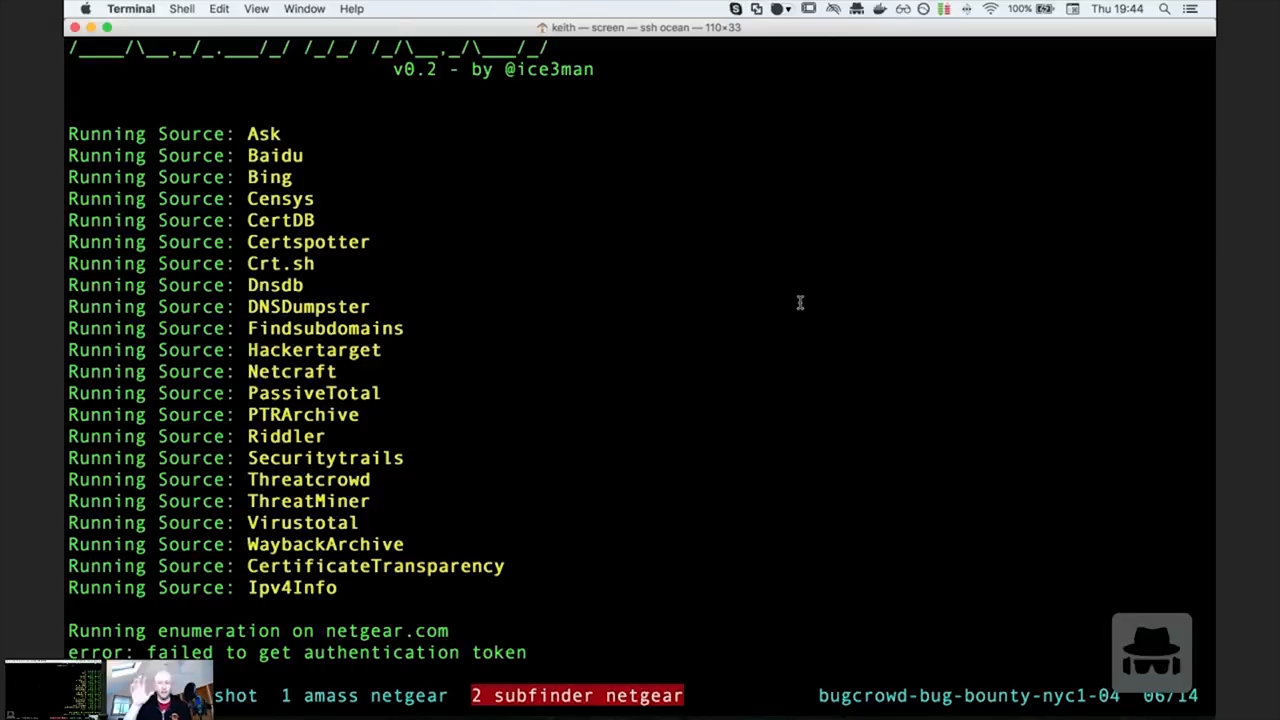 Terminal Shell Edit View Window Help 100% Thu 19:44
keith — screen — ssh ocean — 110×33
/____/\__,_/_.___/_/ /_/_/ /_/\__,_/\___/_/
v0.2 - by @ice3man
Running Source: Ask
Running Source: Baidu
Running Source: Bing
Running Source: Censys
Running Source: CertDB
Running Source: Certspotter
Running Source: Crt.sh
Running Source: Dnsdb
Running Source: DNSDumpster
Running Source: Findsubdomains
Running Source: Hackertarget
Running Source: Netcraft
Running Source: PassiveTotal
Running Source: PTRArchive
Running Source: Riddler
Running Source: Securitytrails
Running Source: Threatcrowd
Running Source: ThreatMiner
Running Source: Virustotal
Running Source: WaybackArchive
Running Source: CertificateTransparency
Running Source: Ipv4Info
Running enumeration on netgear.com
error: failed to get authentication token
shot 1 amass netgear 2 subfinder netgear bugcrowd-bug-bounty-nyc1-04 06/14